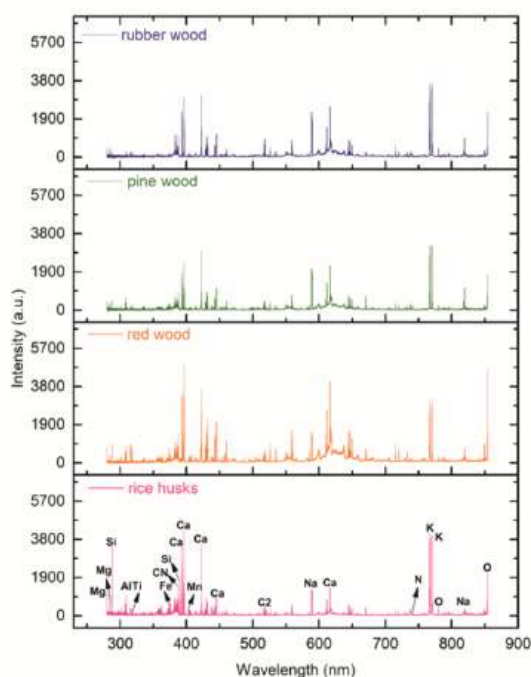 rubber wood
5700
3800
1900
0
pine wood
5700
3800
1900
0
red wood
5700
3800
1900
0
rice husks
5700
3800
1900
0
Intensity (a.u.)
Mg
Mg
Si
AlTi
Si
CN
Fe
Ca
Ca
Ca
Mn
Ca
C2
Na
Ca
K
K
N
O
Na
O
300 400 500 600 700 800 900
Wavelength (nm)